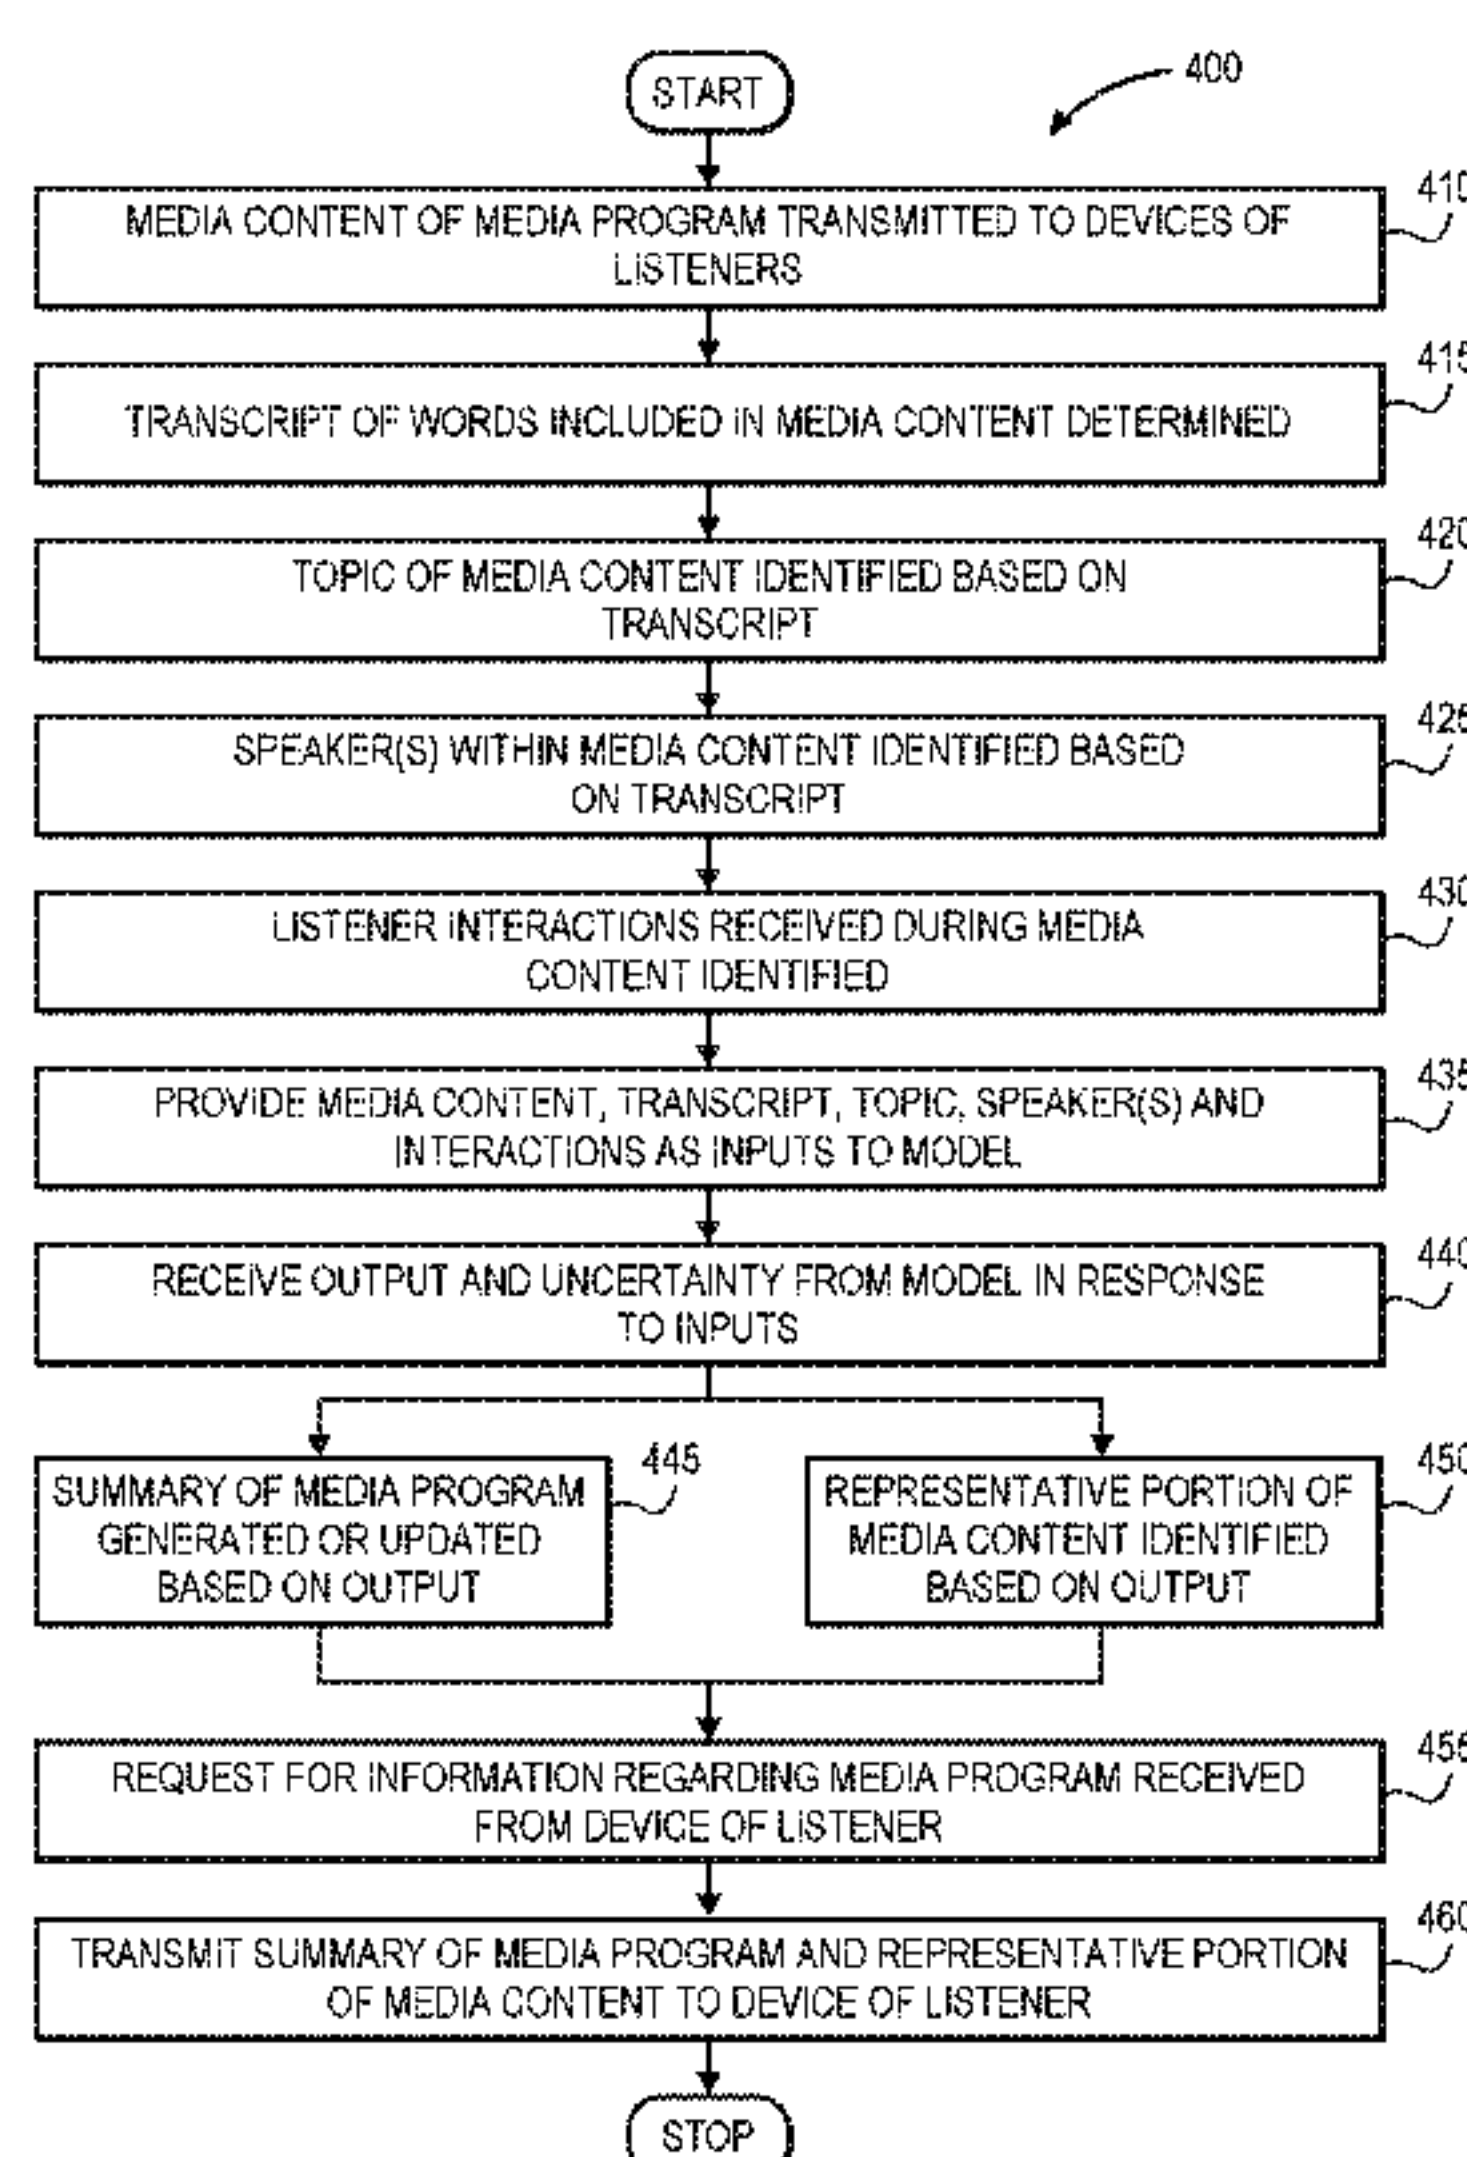 START
400
MEDIA CONTENT OF MEDIA PROGRAM TRANSMITTED TO DEVICES OF
LISTENERS
410
TRANSCRIPT OF WORDS INCLUDED IN MEDIA CONTENT DETERMINED
415
TOPIC OF MEDIA CONTENT IDENTIFIED BASED ON
TRANSCRIPT
420
SPEAKER(S) WITHIN MEDIA CONTENT IDENTIFIED BASED
ON TRANSCRIPT
425
LISTENER INTERACTIONS RECEIVED DURING MEDIA
CONTENT IDENTIFIED
430
PROVIDE MEDIA CONTENT, TRANSCRIPT, TOPIC, SPEAKER(S) AND
INTERACTIONS AS INPUTS TO MODEL
435
RECEIVE OUTPUT AND UNCERTAINTY FROM MODEL IN RESPONSE
TO INPUTS
440
SUMMARY OF MEDIA PROGRAM
GENERATED OR UPDATED
BASED ON OUTPUT
445
REPRESENTATIVE PORTION OF
MEDIA CONTENT IDENTIFIED
BASED ON OUTPUT
450
REQUEST FOR INFORMATION REGARDING MEDIA PROGRAM RECEIVED
FROM DEVICE OF LISTENER
455
TRANSMIT SUMMARY OF MEDIA PROGRAM AND REPRESENTATIVE PORTION
OF MEDIA CONTENT TO DEVICE OF LISTENER
460
STOP